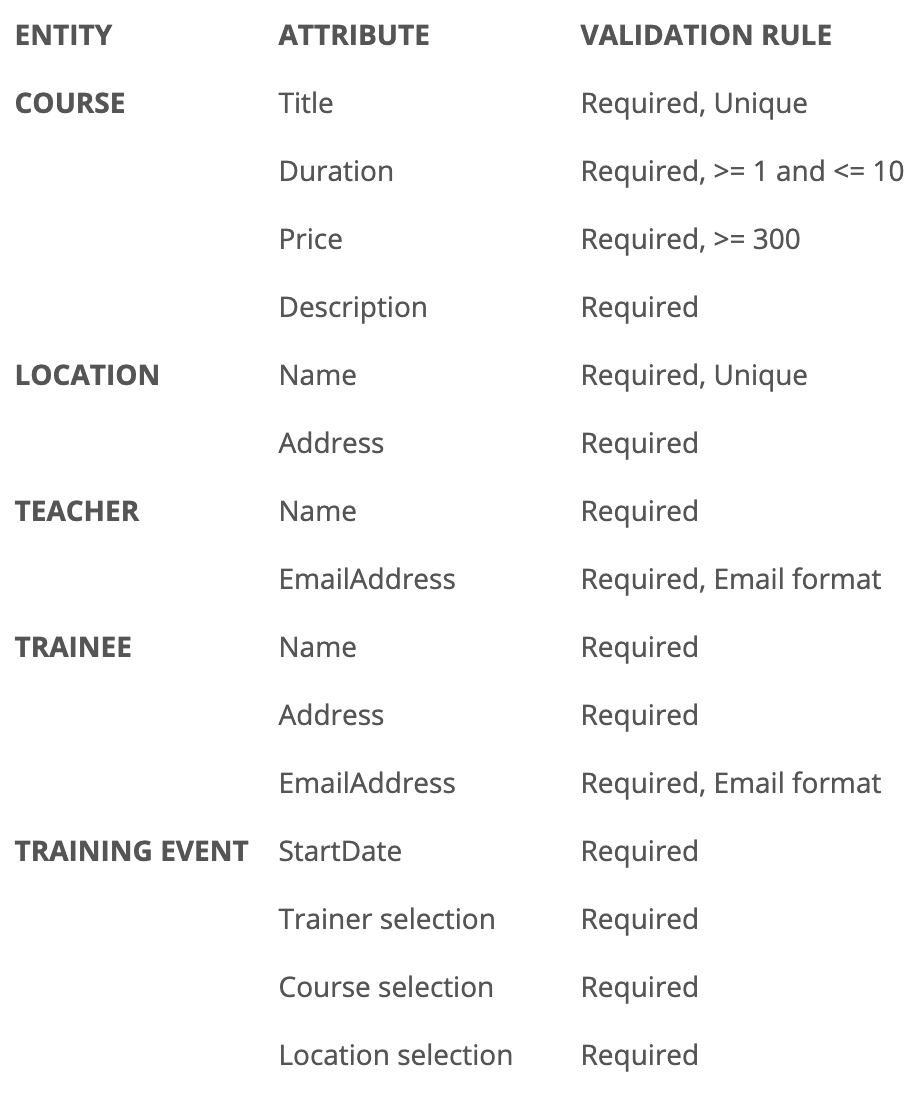 ENTITY ATTRIBUTE VALIDATION RULE
COURSE Title Required, Unique
Duration Required, >= 1 and <= 10
Price Required, >= 300
Description Required
LOCATION Name Required, Unique
Address Required
TEACHER Name Required
EmailAddress Required, Email format
TRAINEE Name Required
Address Required
EmailAddress Required, Email format
TRAINING EVENT StartDate Required
Trainer selection Required
Course selection Required
Location selection Required